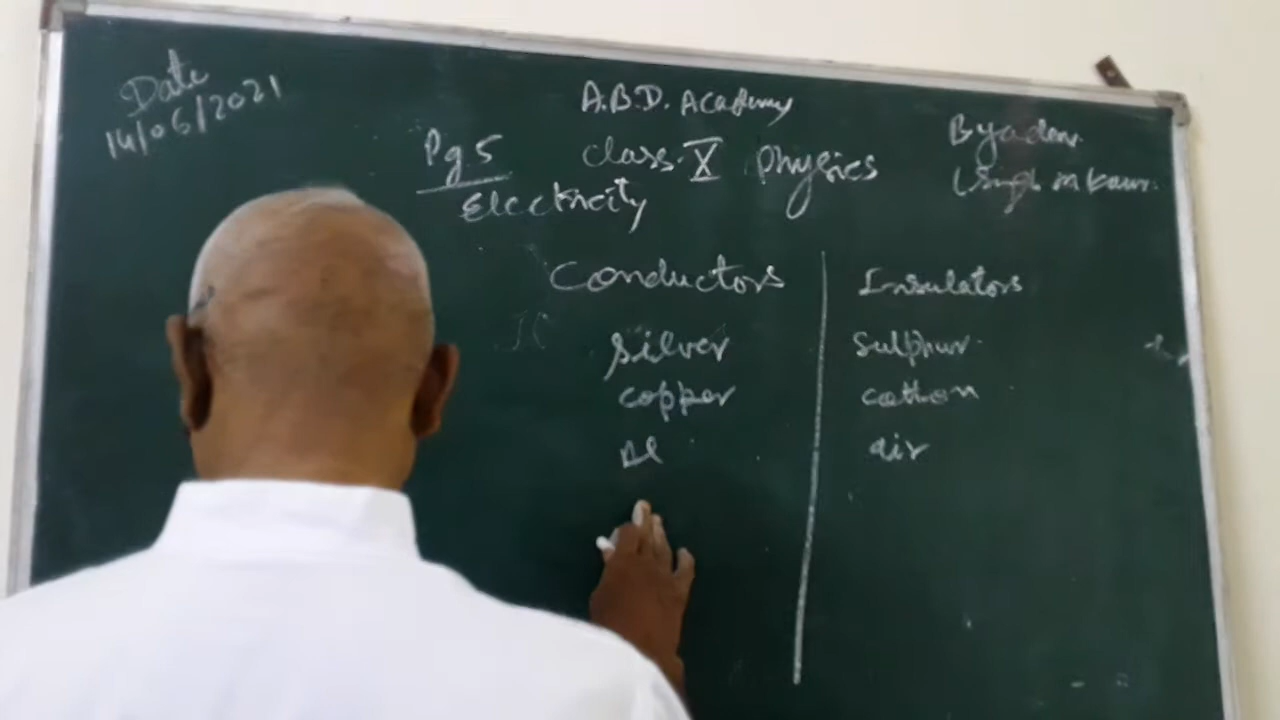 Date
14/06/2021
A.B.D. Academy
Pg 5
class X physics
Electricity
Conductors
Insulators
Silver
Sulphur
copper
cotton
Al
air